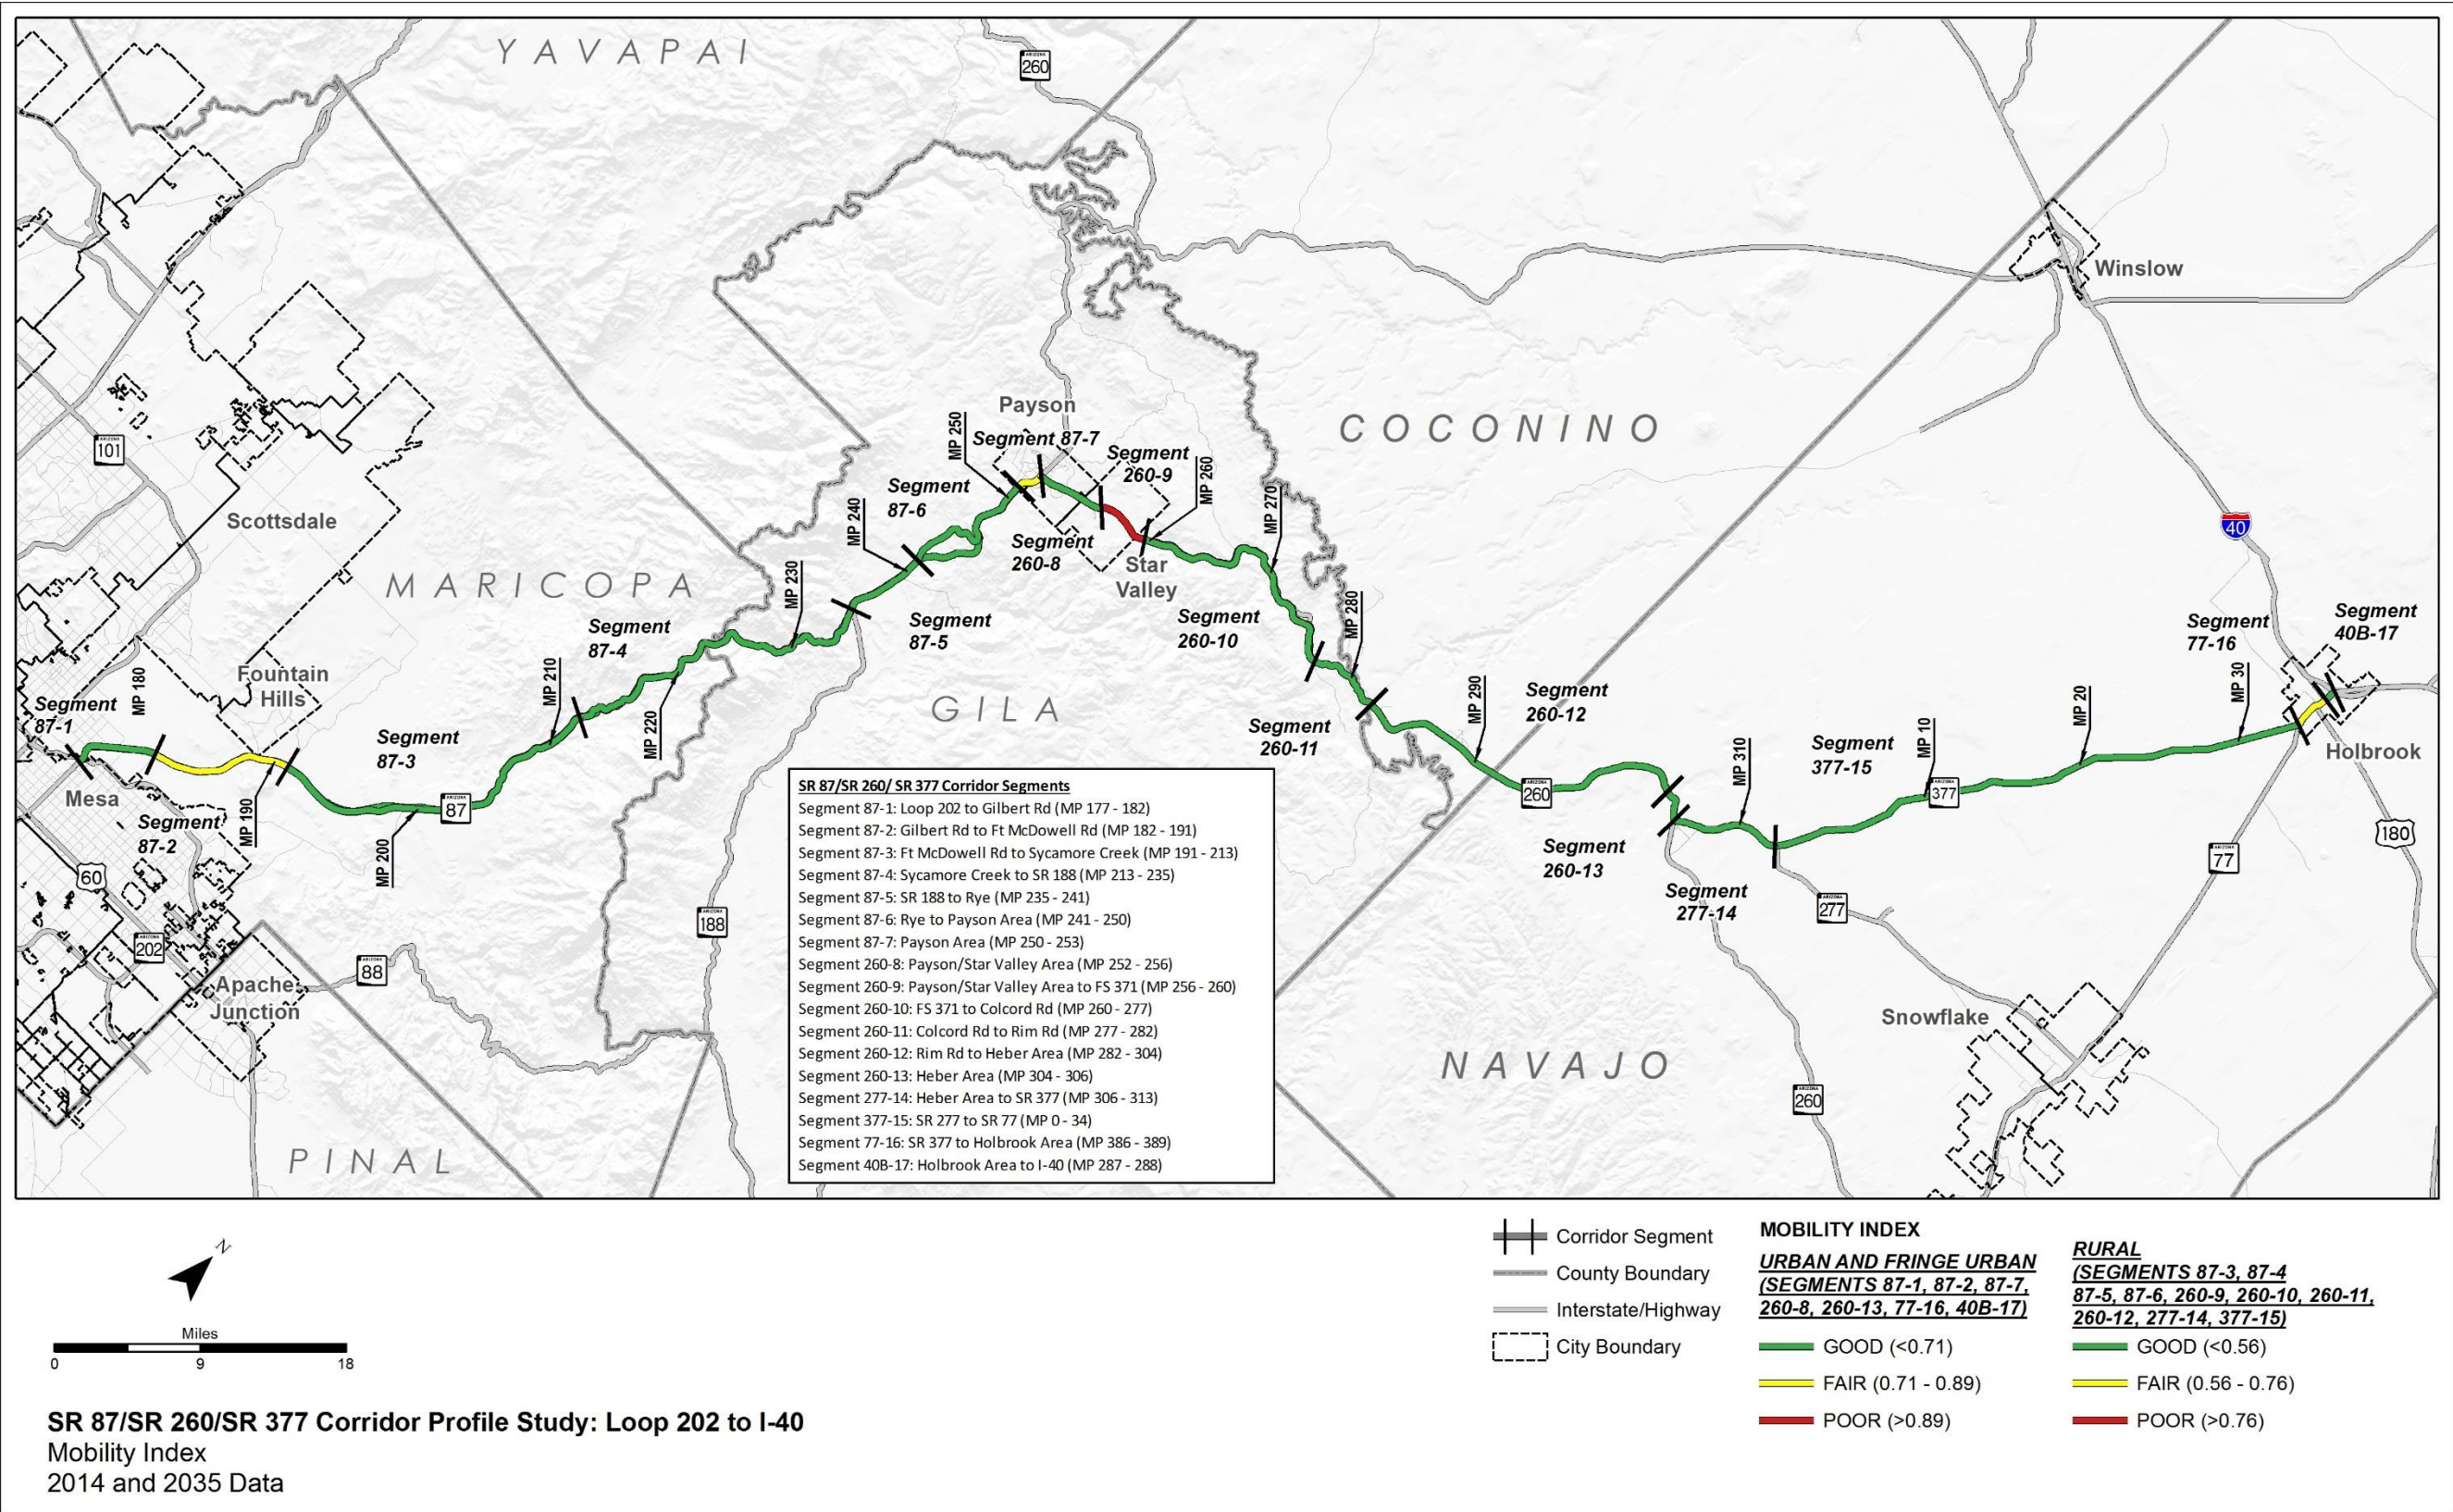 YAVAPAI
ARIZONA
260
Winslow
COCONINO
Payson
MP 250
Segment 87-7
Segment
260-9
MP 260
ARIZONA
101
Segment
87-6
MP 270
Scottsdale
MP 240
40
Segment
260-8
Star
Valley
MARICOPA
MP 230
Segment
87-4
Segment
87-5
Segment
260-10
MP 280
Segment
77-16
Segment
40B-17
MP 180
Fountain
Hills
MP 210
MP 220
GILA
Segment
87-1
Segment
87-3
Segment
260-11
MP 290
Segment
260-12
MP 310
Segment
377-15
MP 10
MP 20
MP 30
Holbrook
Mesa
Segment
87-2
MP 190
MP 200
ARIZONA
87
ARIZONA
260
ARIZONA
377
180
ARIZONA
77
Segment
260-13
Segment
277-14
ARIZONA
277
60
ARIZONA
202
ARIZONA
188
ARIZONA
88
Apache
Junction
Snowflake
NAVAJO
ARIZONA
260
PINAL
SR 87/SR 260/ SR 377 Corridor Segments
Segment 87-1: Loop 202 to Gilbert Rd (MP 177 - 182)
Segment 87-2: Gilbert Rd to Ft McDowell Rd (MP 182 - 191)
Segment 87-3: Ft McDowell Rd to Sycamore Creek (MP 191 - 213)
Segment 87-4: Sycamore Creek to SR 188 (MP 213 - 235)
Segment 87-5: SR 188 to Rye (MP 235 - 241)
Segment 87-6: Rye to Payson Area (MP 241 - 250)
Segment 87-7: Payson Area (MP 250 - 253)
Segment 260-8: Payson/Star Valley Area (MP 252 - 256)
Segment 260-9: Payson/Star Valley Area to FS 371 (MP 256 - 260)
Segment 260-10: FS 371 to Colcord Rd (MP 260 - 277)
Segment 260-11: Colcord Rd to Rim Rd (MP 277 - 282)
Segment 260-12: Rim Rd to Heber Area (MP 282 - 304)
Segment 260-13: Heber Area (MP 304 - 306)
Segment 277-14: Heber Area to SR 377 (MP 306 - 313)
Segment 377-15: SR 277 to SR 77 (MP 0 - 34)
Segment 77-16: SR 377 to Holbrook Area (MP 386 - 389)
Segment 40B-17: Holbrook Area to I-40 (MP 287 - 288)
N
Miles
0 9 18
SR 87/SR 260/SR 377 Corridor Profile Study: Loop 202 to I-40
Mobility Index
2014 and 2035 Data
Corridor Segment
County Boundary
Interstate/Highway
City Boundary
MOBILITY INDEX
URBAN AND FRINGE URBAN
(SEGMENTS 87-1, 87-2, 87-7,
260-8, 260-13, 77-16, 40B-17)
GOOD (<0.71)
FAIR (0.71 - 0.89)
POOR (>0.89)
RURAL
(SEGMENTS 87-3, 87-4
87-5, 87-6, 260-9, 260-10, 260-11,
260-12, 277-14, 377-15)
GOOD (<0.56)
FAIR (0.56 - 0.76)
POOR (>0.76)